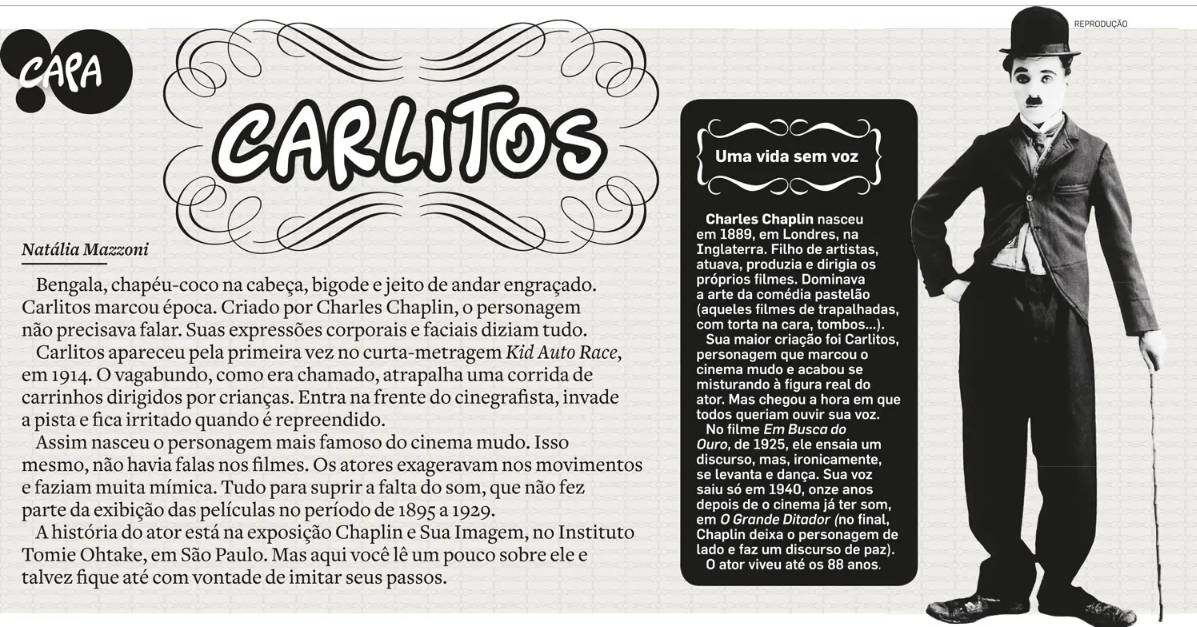 CAPA
CARLITOS
REPRODUÇÃO
Natália Mazzoni
Bengala, chapéu-coco na cabeça, bigode e jeito de andar engraçado.
Carlitos marcou época. Criado por Charles Chaplin, o personagem
não precisava falar. Suas expressões corporais e faciais diziam tudo.
Carlitos apareceu pela primeira vez no curta-metragem Kid Auto Race,
em 1914. O vagabundo, como era chamado, atrapalha uma corrida de
carrinhos dirigidos por crianças. Entra na frente do cinegrafista, invade
a pista e fica irritado quando é repreendido.
Assim nasceu o personagem mais famoso do cinema mudo. Isso
mesmo, não havia falas nos filmes. Os atores exageravam nos movimentos
e faziam muita mímica. Tudo para suprir a falta do som, que não fez
parte da exibição das películas no período de 1895 a 1929.
A história do ator está na exposição Chaplin e Sua Imagem, no Instituto
Tomie Ohtake, em São Paulo. Mas aqui você lê um pouco sobre ele e
talvez fique até com vontade de imitar seus passos.
Uma vida sem voz
Charles Chaplin nasceu
em 1889, em Londres, na
Inglaterra. Filho de artistas,
atuava, produzia e dirigia os
próprios filmes. Dominava
a arte da comédia pastelão
(aqueles filmes de trapalhadas,
com torta na cara, tombos...).
Sua maior criação foi Carlitos,
personagem que marcou o
cinema mudo e acabou se
misturando à figura real do
ator. Mas chegou a hora em que
todos queriam ouvir sua voz.
No filme Em Busca do
Ouro, de 1925, ele ensaia um
discurso, mas, ironicamente,
se levanta e dança. Sua voz
saiu só em 1940, onze anos
depois de o cinema já ter som,
em O Grande Ditador (no final,
Chaplin deixa o personagem de
lado e faz um discurso de paz).
O ator viveu até os 88 anos.